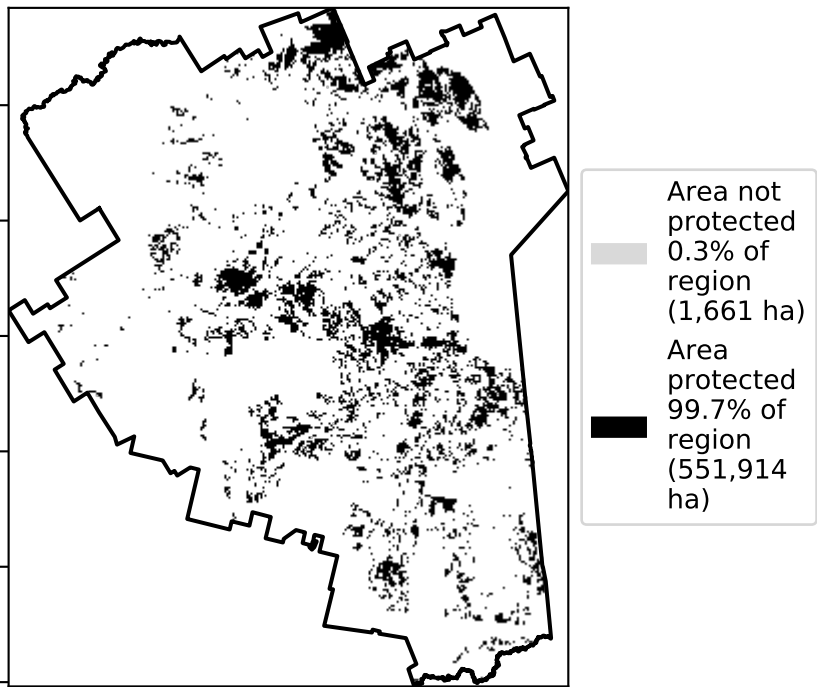 Area not
protected
0.3% of
region
(1,661 ha)
Area
protected
99.7% of
region
(551,914
ha)